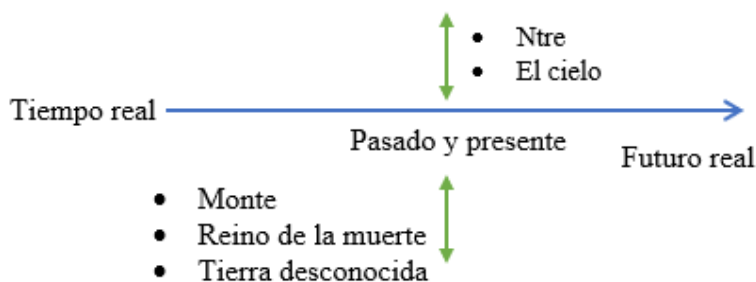 • Ntre
• El cielo
Tiempo real
Pasado y presente
Futuro real
• Monte
• Reino de la muerte
• Tierra desconocida